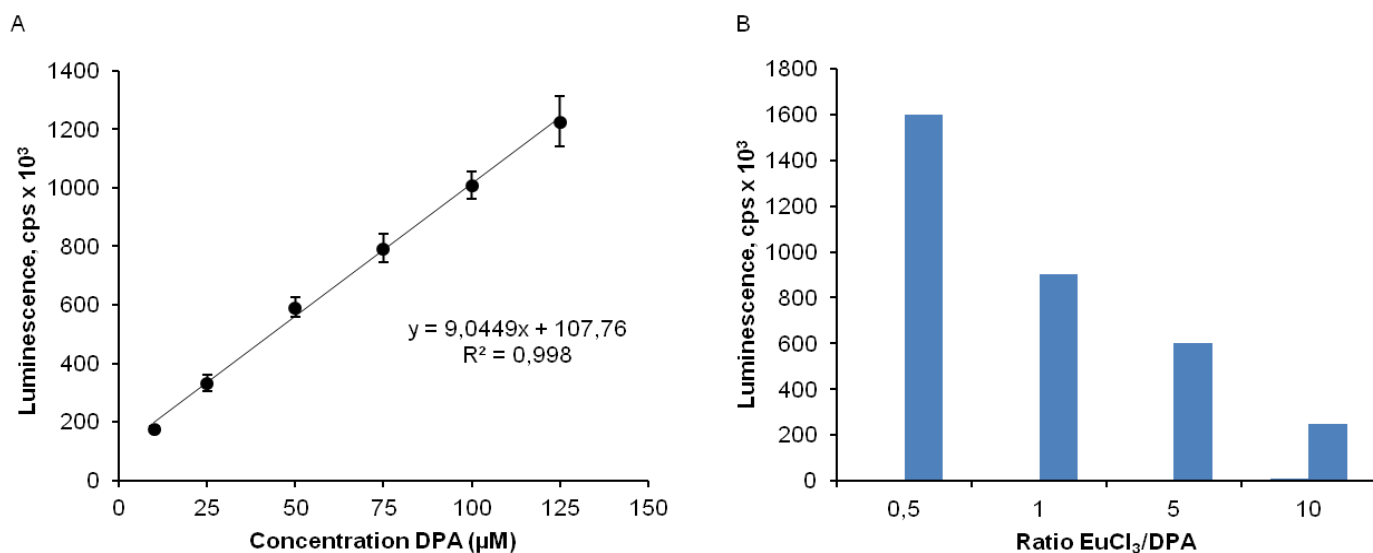 A
Luminescence, cps x 10³
1400
1200
1000
800
600
400
200
0
y = 9,0449x + 107,76
R² = 0,998
0 25 50 75 100 125 150
Concentration DPA (µM)
B
Luminescence, cps x 10³
1800
1600
1400
1200
1000
800
600
400
200
0
0,5 1 5 10
Ratio EuCl₃/DPA